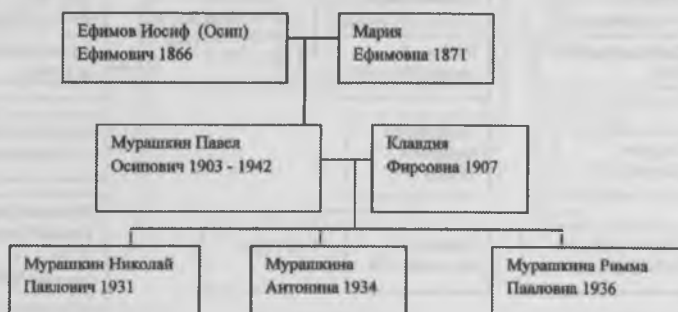 Ефимов Иосиф (Осип)
Ефимович 1866
Мария
Ефимовна 1871
Мурашкин Павел
Осипович 1903 - 1942
Клавдия
Фирсовна 1907
Мурашкин Николай
Павлович 1931
Мурашкина
Антонина 1934
Мурашкина Римма
Павловна 1936